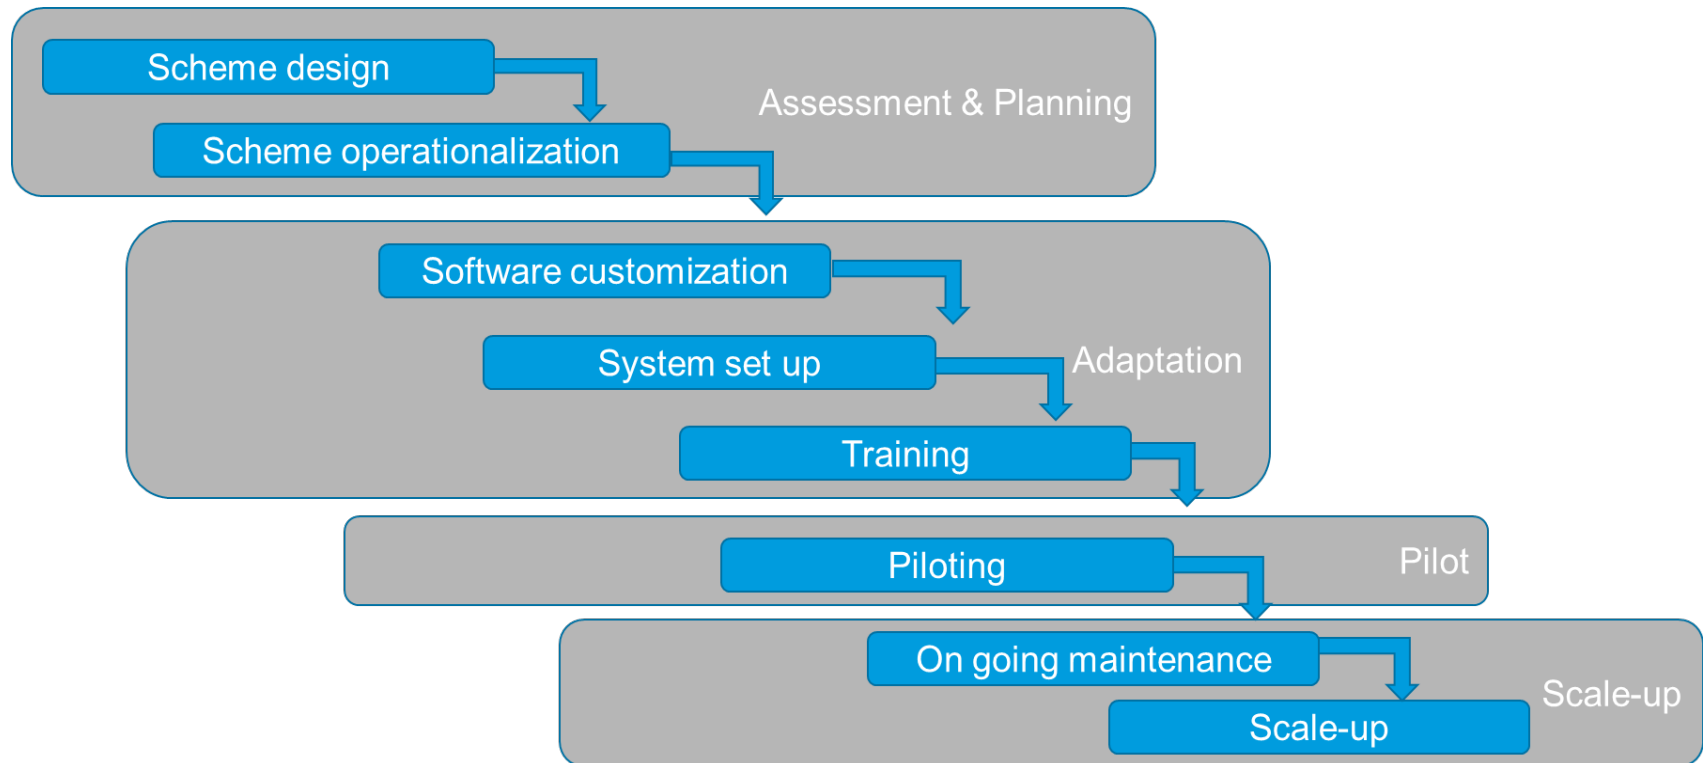 Scheme design
Assessment & Planning
Scheme operationalization
Software customization
System set up
Adaptation
Training
Piloting
Pilot
On going maintenance
Scale-up
Scale-up